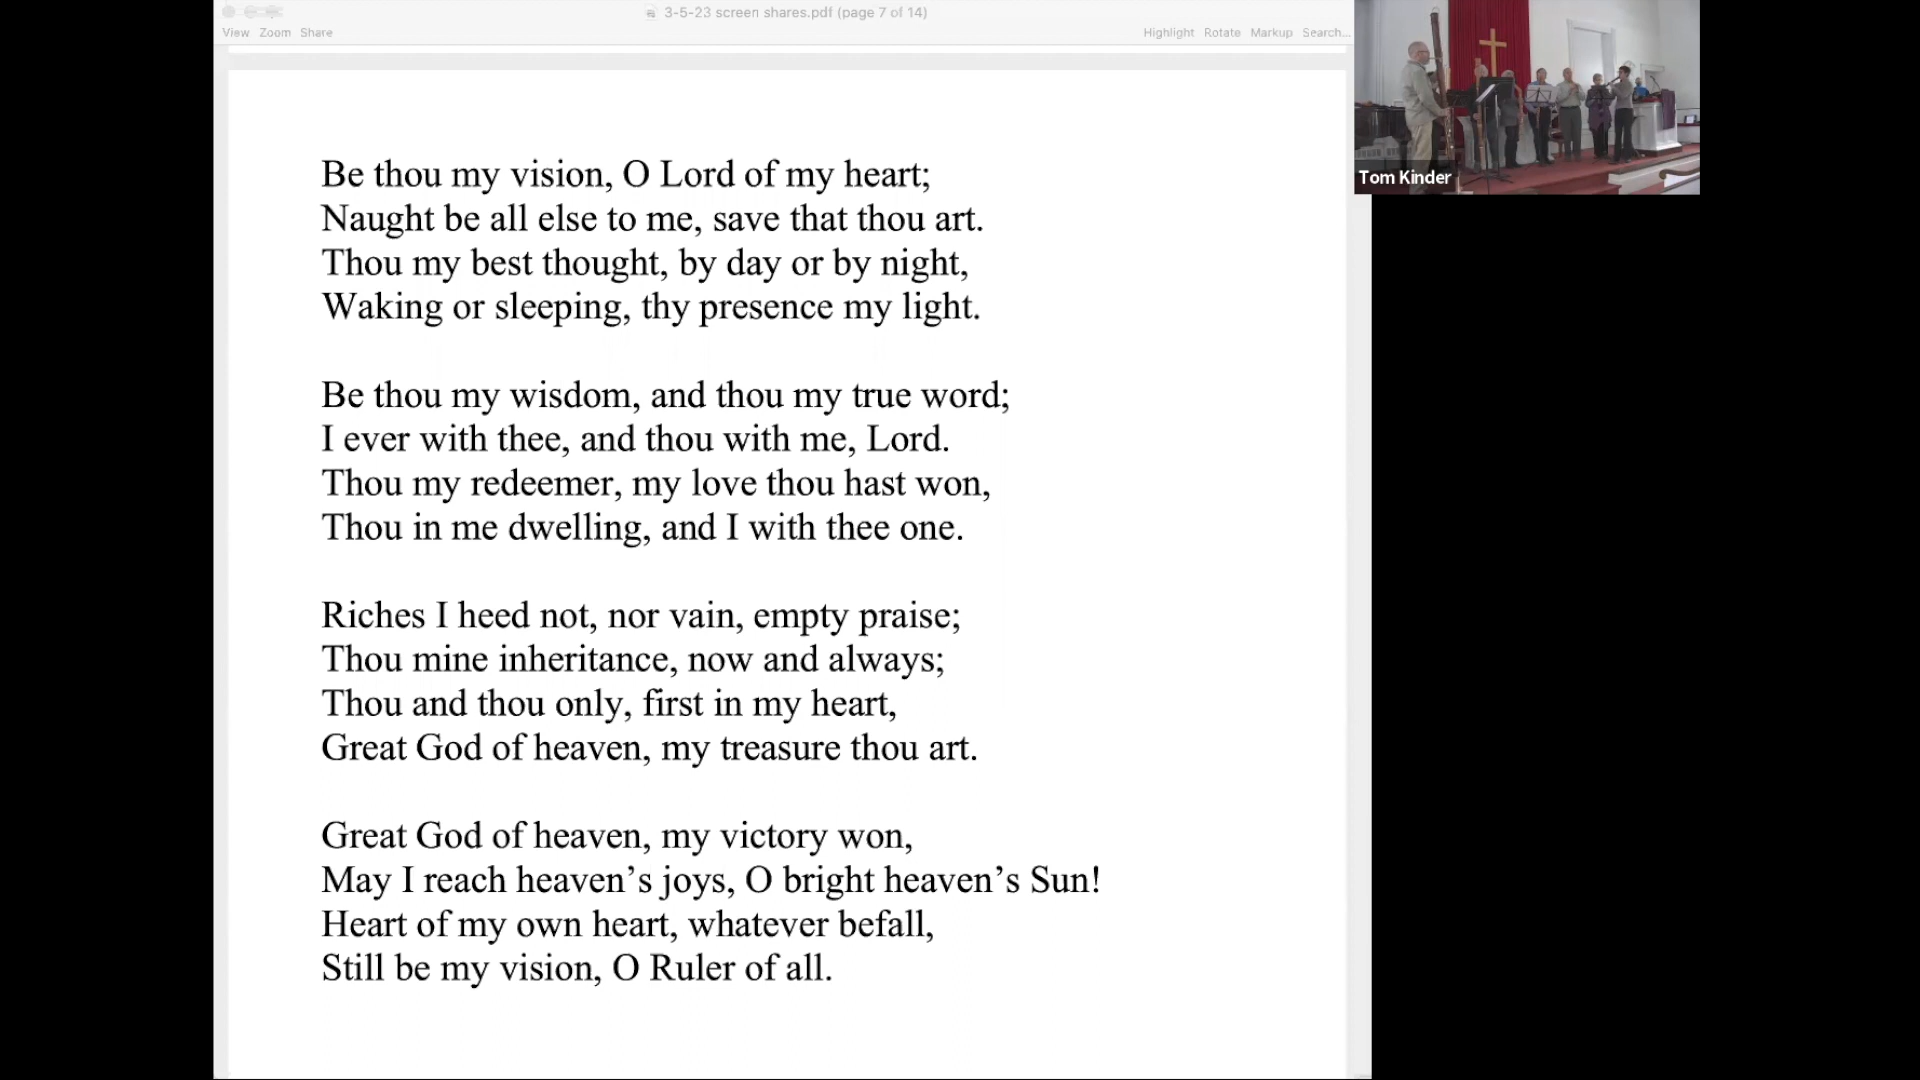 3-5-23 screen shares.pdf (page 7 of 14)
View Zoom Share
Highlight Rotate Markup Search...
Tom Kinder
Be thou my vision, O Lord of my heart;
Naught be all else to me, save that thou art.
Thou my best thought, by day or by night,
Waking or sleeping, thy presence my light.
Be thou my wisdom, and thou my true word;
I ever with thee, and thou with me, Lord.
Thou my redeemer, my love thou hast won,
Thou in me dwelling, and I with thee one.
Riches I heed not, nor vain, empty praise;
Thou mine inheritance, now and always;
Thou and thou only, first in my heart,
Great God of heaven, my treasure thou art.
Great God of heaven, my victory won,
May I reach heaven’s joys, O bright heaven’s Sun!
Heart of my own heart, whatever befall,
Still be my vision, O Ruler of all.